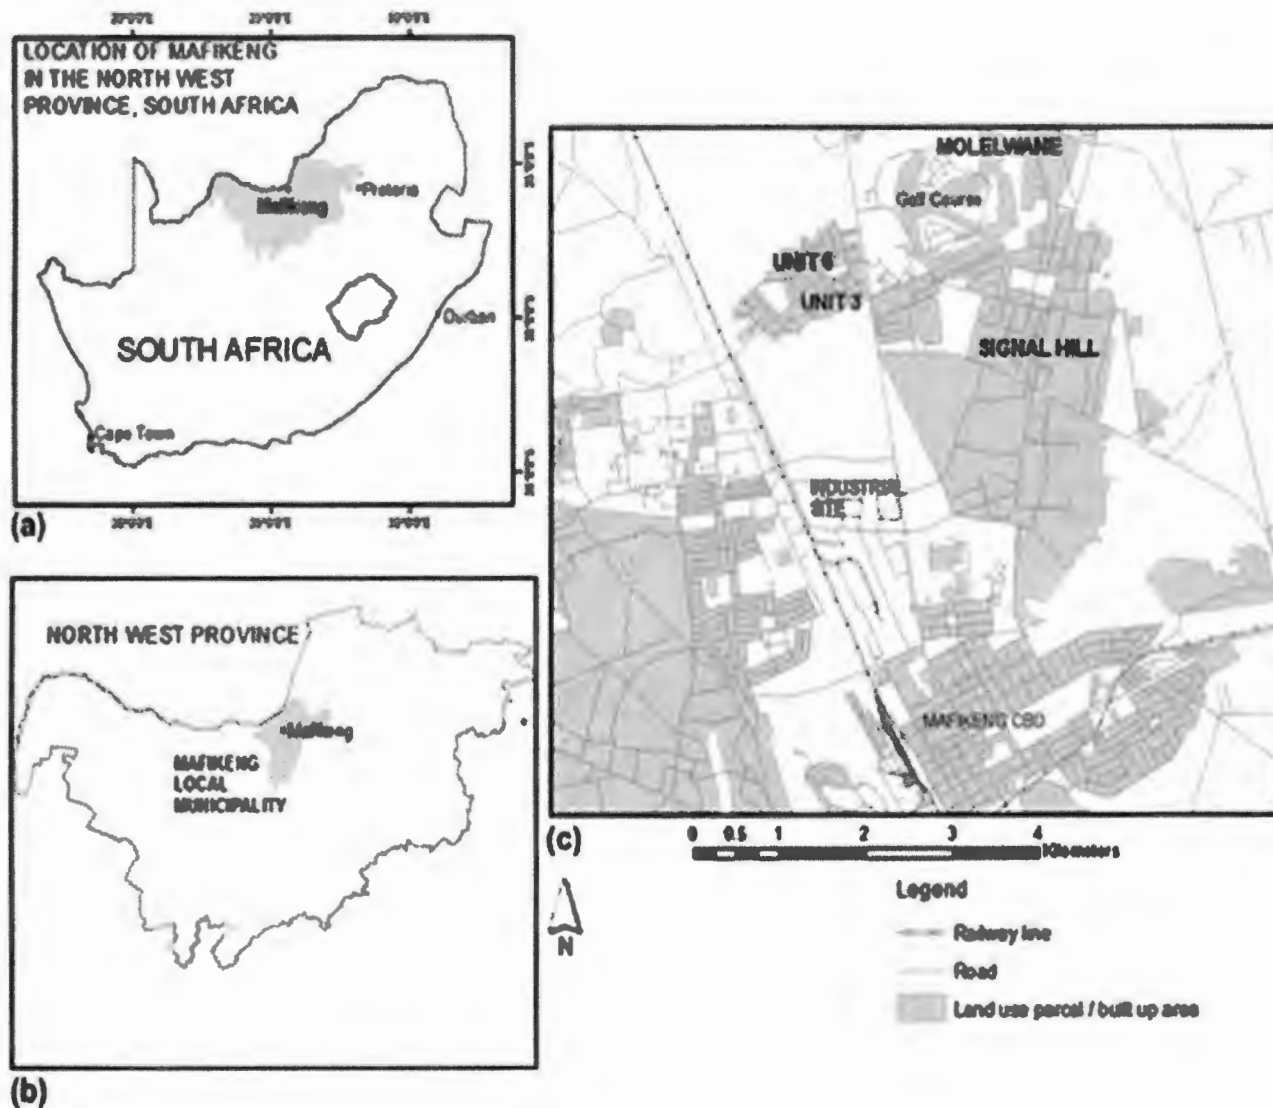 LOCATION OF MAFIKENG
IN THE NORTH WEST
PROVINCE, SOUTH AFRICA
Pretoria
Mafikeng
Durban
SOUTH AFRICA
Cape Town
(a)
NORTH WEST PROVINCE
Mafikeng
MAFIKENG
LOCAL
MUNICIPALITY
(b)
MOLELWANE
Golf Course
UNIT 6
UNIT 3
SIGNAL HILL
INDUSTRIAL
SITE
MAFIKENG CBD
(c)
0 0.5 1 2 3 4
Kilometers
N
Legend
Railway line
Road
Land use parcel / built up area